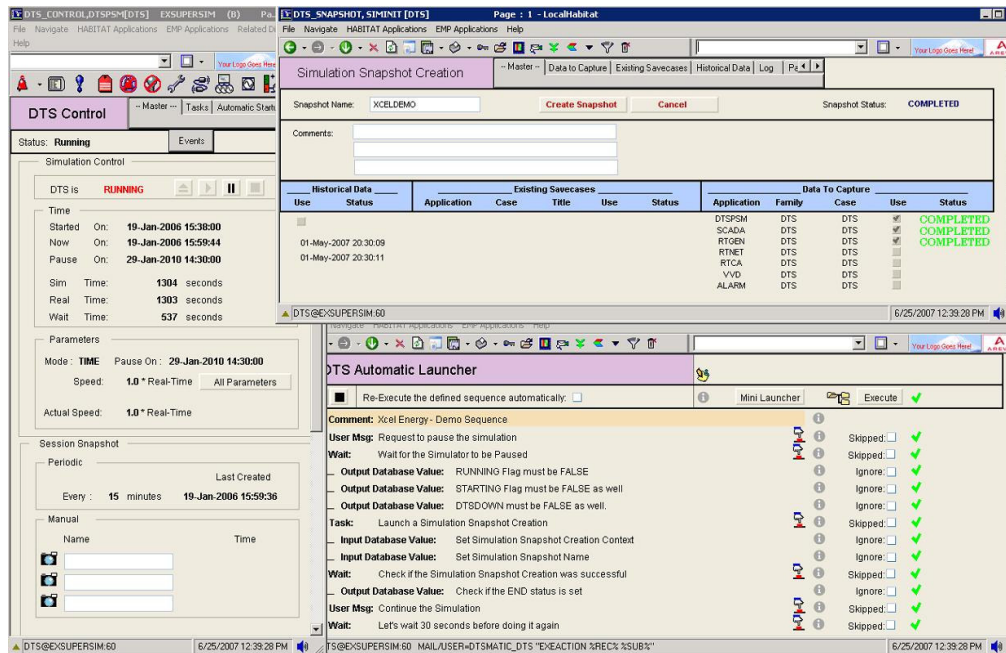 DTS_CONTROL,DTSPSM[DTS] EXSUPERSIM (B) Pa..
File Navigate HABITAT Applications EMP Applications Related Di
Help
Your Logo Goes Here!
DTS Control
-- Master -- Tasks Automatic Start
Status: Running
Events
Simulation Control
DTS is RUNNING
Time
Started On: 19-Jan-2006 15:38:00
Now On: 19-Jan-2006 15:59:44
Pause On: 29-Jan-2010 14:30:00
Sim Time: 1304 seconds
Real Time: 1303 seconds
Wait Time: 537 seconds
Parameters
Mode : TIME Pause On : 29-Jan-2010 14:30:00
Speed: 1.0 * Real-Time All Parameters
Actual Speed: 1.0 * Real-Time
Session Snapshot
Periodic
Last Created
Every : 15 minutes 19-Jan-2006 15:59:36
Manual
Name Time
DTS@EXSUPERSIM:60 6/25/2007 12:39:28 PM
DTS_SNAPSHOT, SIMINIT [DTS] Page : 1 - LocalHabitat
File Navigate HABITAT Applications EMP Applications Help
Your Logo Goes Here!
Simulation Snapshot Creation
-- Master -- Data to Capture Existing Savecases Historical Data Log
Snapshot Name: XCELDEMO Create Snapshot Cancel Snapshot Status: COMPLETED
Comments:
Historical Data Existing Savecases Data To Capture
Use Status Application Case Title Use Status Application Family Case Use Status
DTSPSM DTS DTS COMPLETED
SCADA DTS DTS COMPLETED
01-May-2007 20:30:09 RTGEN DTS DTS COMPLETED
RTNET DTS DTS
01-May-2007 20:30:11 RTCA DTS DTS
VVD DTS DTS
ALARM DTS DTS
DTS@EXSUPERSIM:60 6/25/2007 12:39:28 PM
Navigate HABITAT Applications EMP Applications Help
Your Logo Goes Here! AREV
DTS Automatic Launcher
Re-Execute the defined sequence automatically: Mini Launcher Execute
Comment: Xcel Energy - Demo Sequence
User Msg: Request to pause the simulation Skipped:
Wait: Wait for the Simulator to be Paused Skipped:
Output Database Value: RUNNING Flag must be FALSE Ignore:
Output Database Value: STARTING Flag must be FALSE as well Ignore:
Output Database Value: DTSDOWN must be FALSE as well. Ignore:
Task: Launch a Simulation Snapshot Creation Skipped:
Input Database Value: Set Simulation Snapshot Creation Context Ignore:
Input Database Value: Set Simulation Snapshot Name Ignore:
Wait: Check if the Simulation Snapshot Creation was successful Skipped:
Output Database Value: Check if the END status is set Ignore:
User Msg: Continue the Simulation Skipped:
Wait: Let's wait 30 seconds before doing it again Skipped:
TS@EXSUPERSIM:60 MAIL/USER=DTSMATIC_DTS "EXEACTION %REC% %SUB%" 6/25/2007 12:39:28 PM